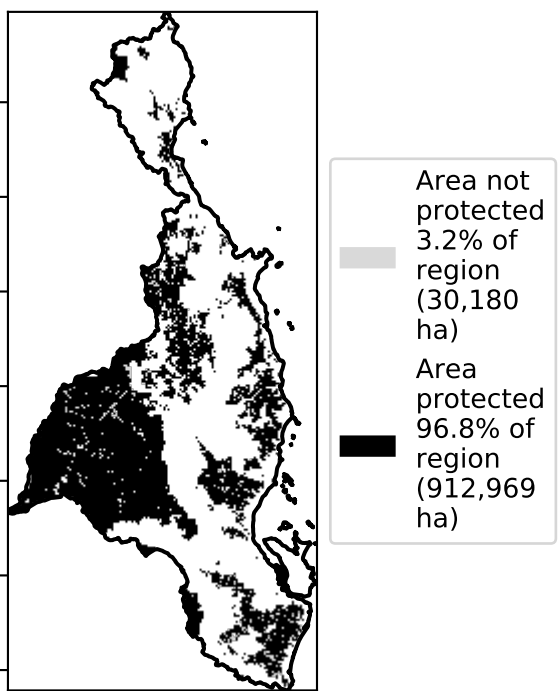 Area not
protected
3.2% of
region
(30,180
ha)
Area
protected
96.8% of
region
(912,969
ha)